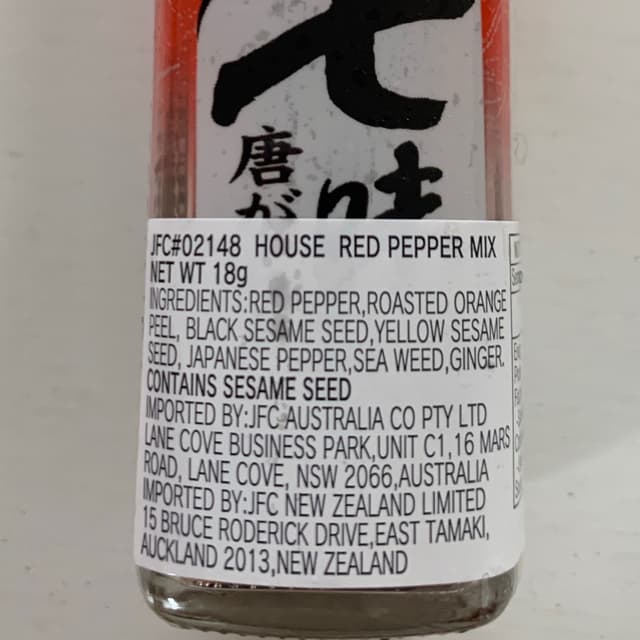 七味
唐が
JFC#02148 HOUSE RED PEPPER MIX
NET WT 18g
INGREDIENTS:RED PEPPER,ROASTED ORANGE
PEEL, BLACK SESAME SEED,YELLOW SESAME
SEED, JAPANESE PEPPER,SEA WEED,GINGER.
CONTAINS SESAME SEED
IMPORTED BY:JFC AUSTRALIA CO PTY LTD
LANE COVE BUSINESS PARK,UNIT C1,16 MARS
ROAD, LANE COVE, NSW 2066,AUSTRALIA
IMPORTED BY:JFC NEW ZEALAND LIMITED
15 BRUCE RODERICK DRIVE,EAST TAMAKI,
AUCKLAND 2013,NEW ZEALAND